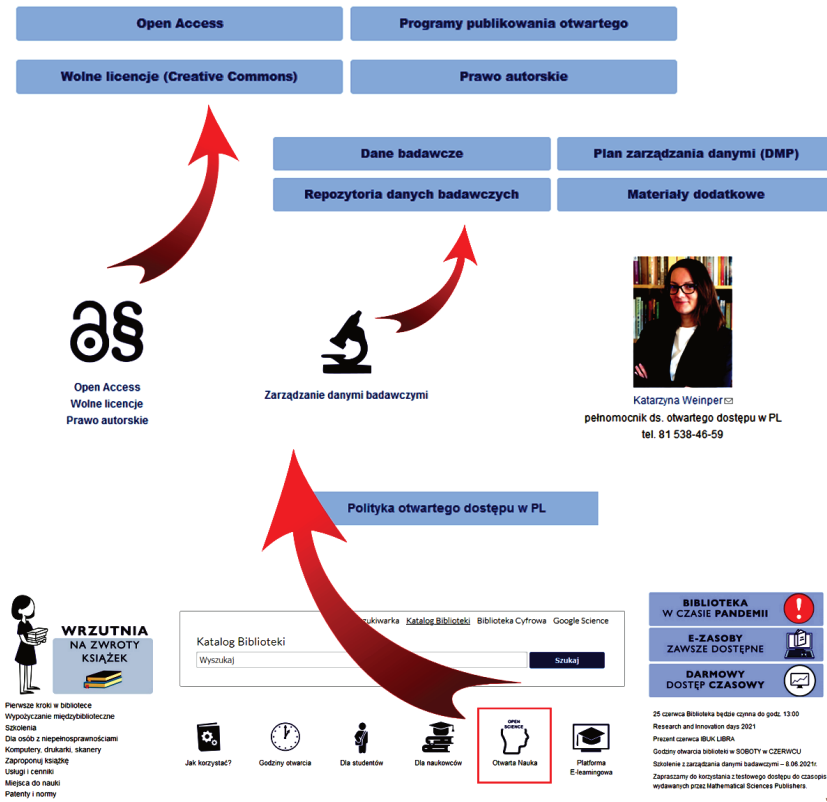 Open Access
Programy publikowania otwartego
Wolne licencje (Creative Commons)
Prawo autorskie
Dane badawcze
Plan zarządzania danymi (DMP)
Repozytoria danych badawczych
Materiały dodatkowe
Open Access
Wolne licencje
Prawo autorskie
Zarządzanie danymi badawczymi
Katarzyna Weinper
pełnomocnik ds. otwartego dostępu w PL
tel. 81 538-46-59
Polityka otwartego dostępu w PL
WRZUTNIA
NA ZWROTY
KSIĄŻEK
Pierwsze kroki w bibliotece
Wypożyczanie międzybiblioteczne
Szkolenia
Dla osób z niepełnosprawnościami
Komputery, drukarki, skanery
Zaproponuj książkę
Usługi i cenniki
Miejsca do nauki
Patenty i normy
Katalog Biblioteki Biblioteka Cyfrowa Google Science
Katalog Biblioteki
Wyszukaj
Szukaj
Jak korzystać?
Godziny otwarcia
Dla studentów
Dla naukowców
OPEN
SCIENCE
Otwarta Nauka
Platforma
E-learningowa
BIBLIOTEKA
W CZASIE PANDEMII
E-ZASOBY
ZAWSZE DOSTĘPNE
DARMOWY
DOSTĘP CZASOWY
25 czerwca Biblioteka będzie czynna do godz. 13:00
Research and Innovation days 2021
Prezent czerwca IBUK LIBRA
Godziny otwarcia biblioteki w SOBOTY w CZERWCU
Szkolenie z zarządzania danymi badawczymi – 8.06.2021r.
Zapraszamy do korzystania z testowego dostępu do czasopis
wydawanych przez Mathematical Sciences Publishers.